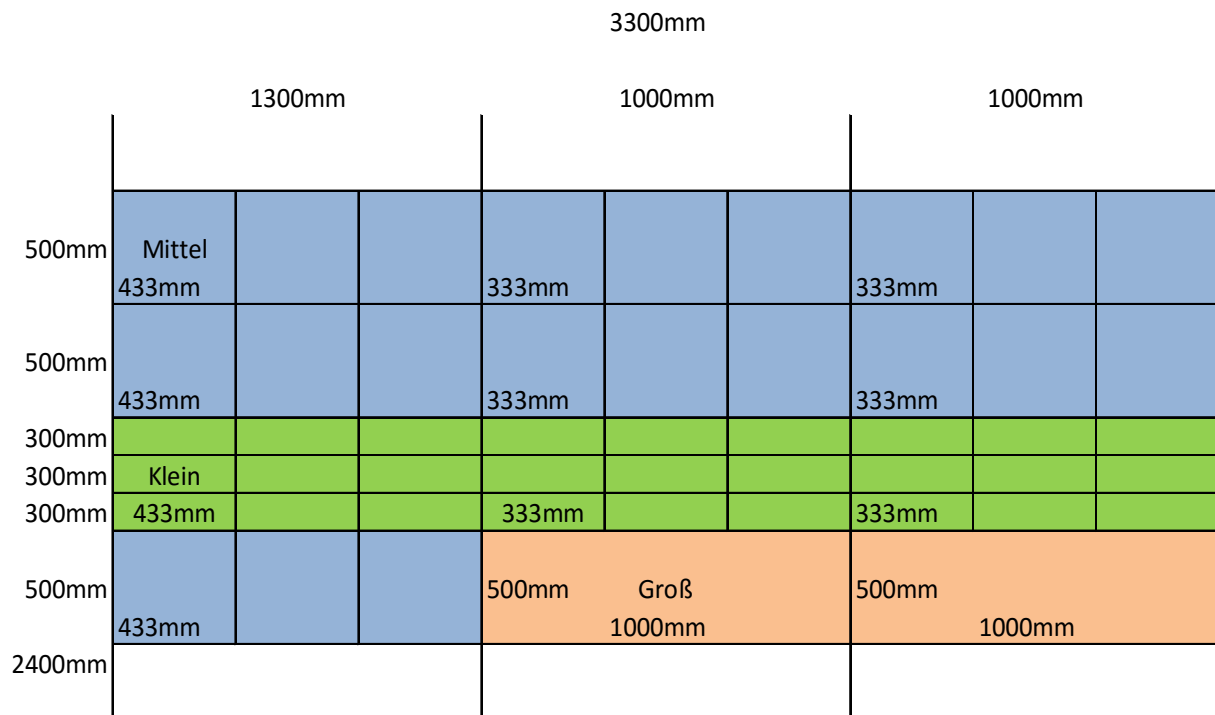 3300mm
1300mm 1000mm 1000mm
500mm Mittel
433mm 333mm 333mm
500mm
433mm 333mm 333mm
300mm
300mm Klein
300mm 433mm 333mm 333mm
500mm 500mm Groß 500mm
433mm 1000mm 1000mm
2400mm